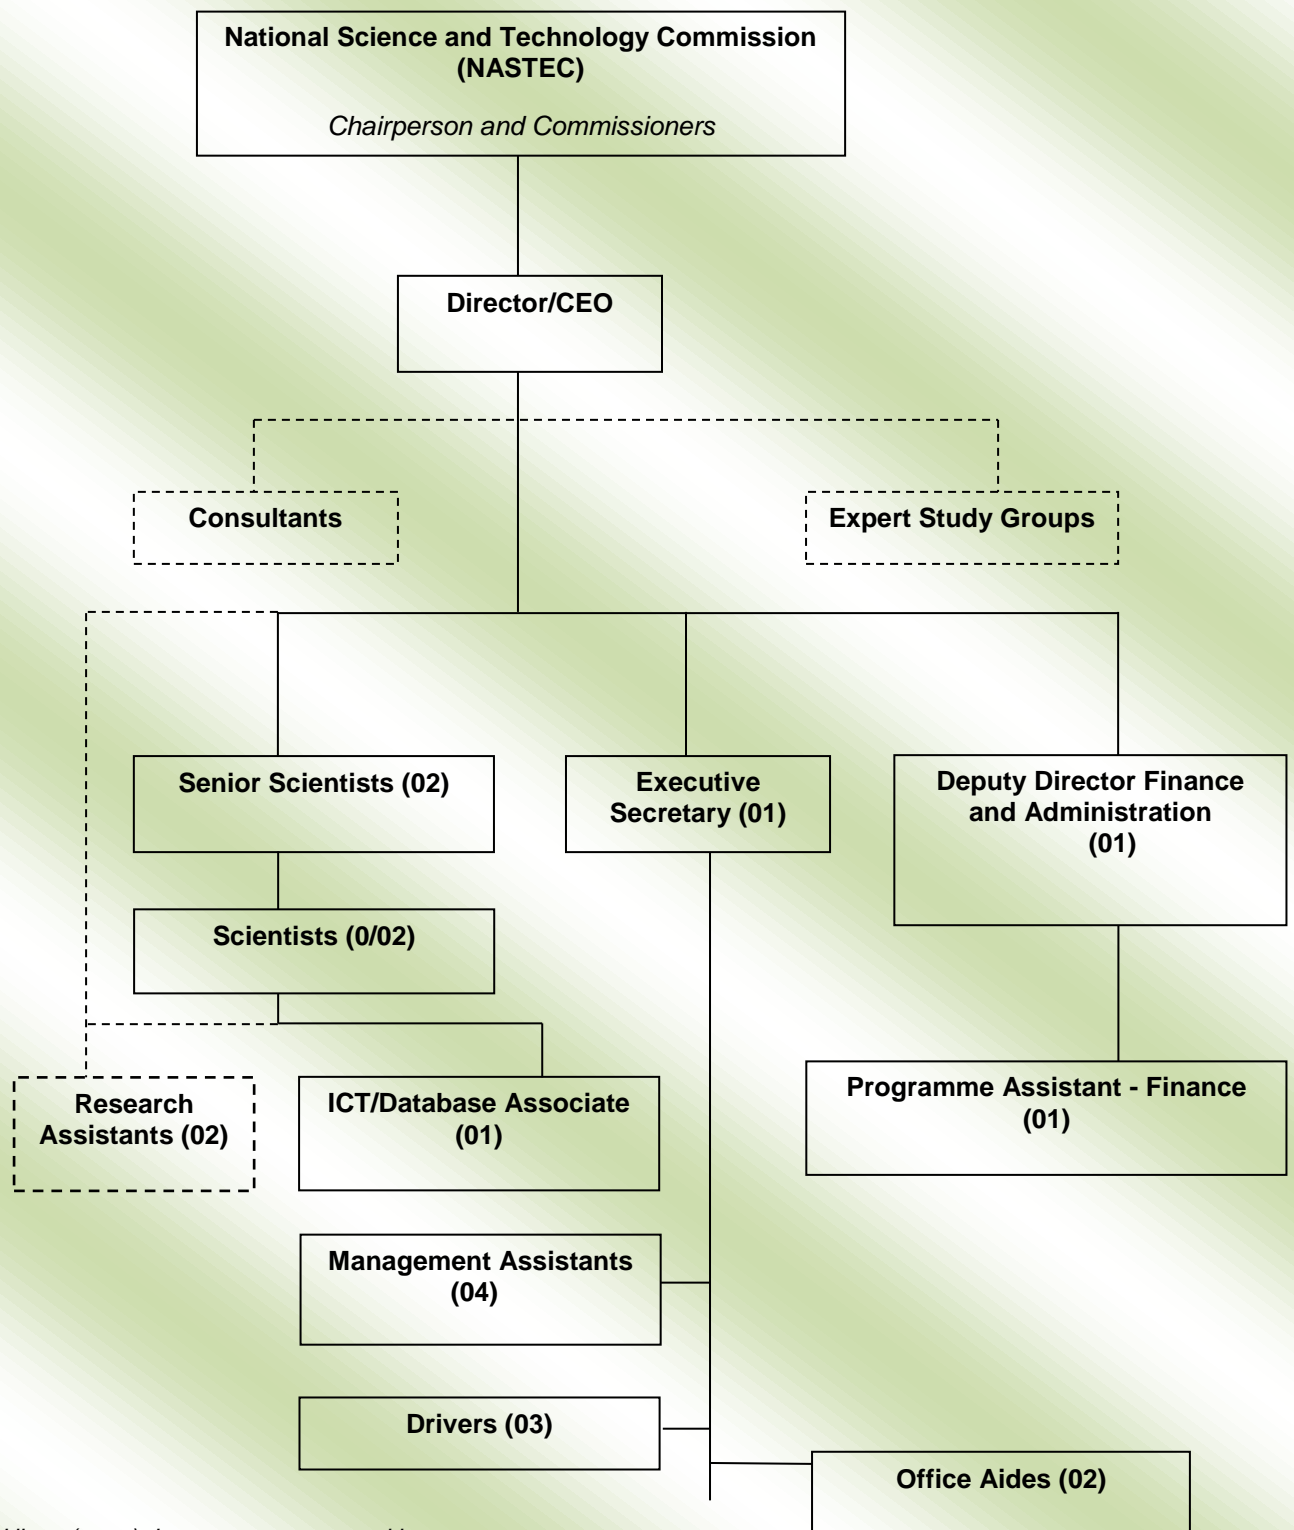 National Science and Technology Commission
(NASTEC)
Chairperson and Commissioners
Director/CEO
Consultants
Expert Study Groups
Senior Scientists (02)
Executive
Secretary (01)
Deputy Director Finance
and Administration
(01)
Scientists (0/02)
Research
Assistants (02)
ICT/Database Associate
(01)
Programme Assistant - Finance
(01)
Management Assistants
(04)
Drivers (03)
Office Aides (02)